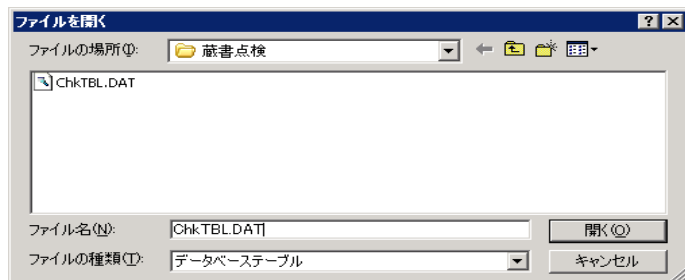 ファイルを開く
ファイルの場所(I): 蔵書点検
ChkTBL.DAT
ファイル名(N): ChkTBL.DAT 開く(O)
ファイルの種類(T): データベーステーブル キャンセル